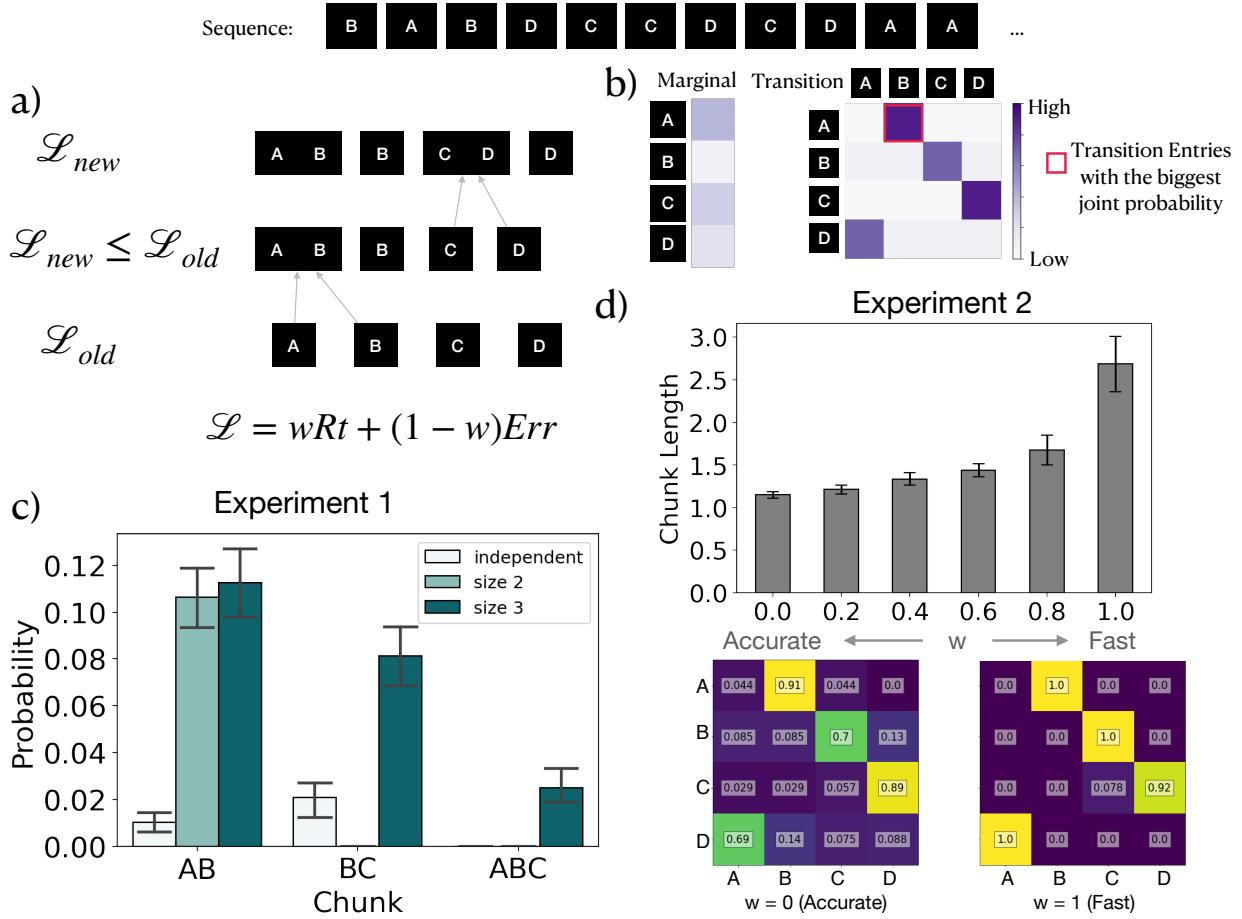 Sequence: B A B D C C D C D A A ...
a)
ℒnew A B B C D D
ℒnew ≤ ℒold A B B C D
ℒold A B C D
ℒ = wRt + (1 − w)Err
b) Marginal Transition A B C D
A A High
B B
C C
D D Low
Transition Entries
with the biggest
joint probability
c) Experiment 1
Probability
0.12
0.10
0.08
0.06
0.04
0.02
0.00
independent
size 2
size 3
AB BC ABC
Chunk
d) Experiment 2
Chunk Length
3.0
2.5
2.0
1.5
1.0
0.5
0.0
0.0 0.2 0.4 0.6 0.8 1.0
Accurate w Fast
A 0.044 0.91 0.044 0.0
B 0.085 0.085 0.7 0.13
C 0.029 0.029 0.057 0.89
D 0.69 0.14 0.075 0.088
A B C D
w = 0 (Accurate)
0.0 1.0 0.0 0.0
0.0 0.0 1.0 0.0
0.0 0.0 0.078 0.92
1.0 0.0 0.0 0.0
A B C D
w = 1 (Fast)